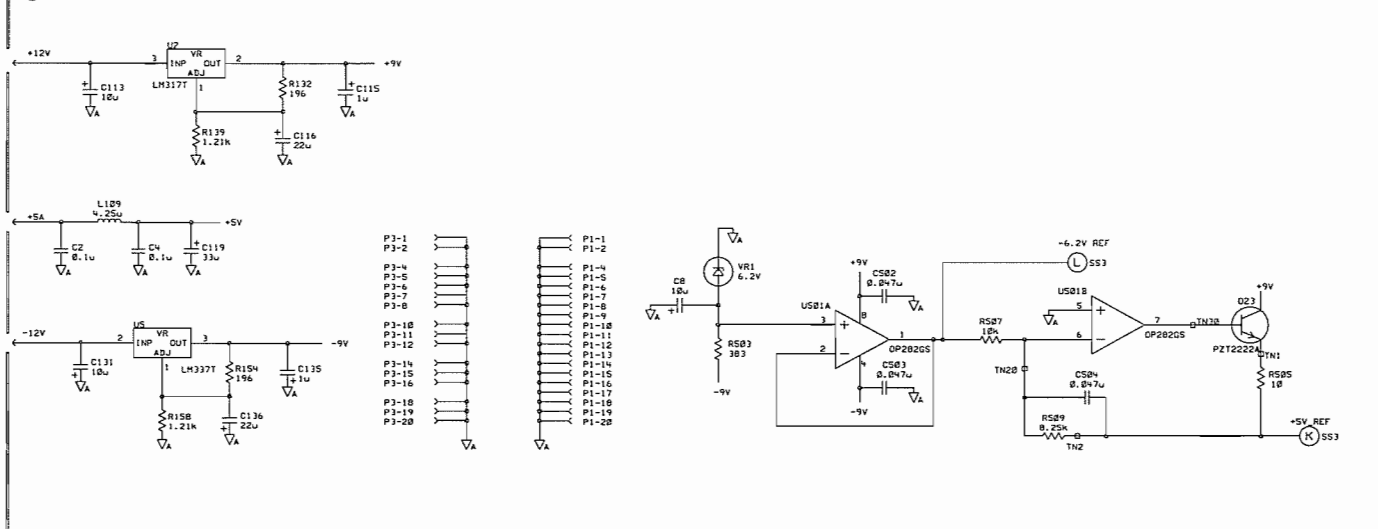 +12V
U7
VR
3 INP OUT 2
ADJ
LM317T
1
+9V
C113
10u
R132
196
C115
1u
R139
1.21k
C116
22u
A
+5A
L109
4.25u
+5V
C2
0.1u
C4
0.1u
C119
33u
A
-12V
U5
VR
2 INP OUT 3
ADJ
LM337T
1
-9V
C131
10u
R154
196
C135
1u
R158
1.21k
C136
22u
A
P3-1
P3-2
P3-4
P3-5
P3-6
P3-7
P3-8
P3-10
P3-11
P3-12
P3-14
P3-15
P3-16
P3-18
P3-19
P3-20
A
P1-1
P1-2
P1-4
P1-5
P1-6
P1-7
P1-8
P1-9
P1-10
P1-11
P1-12
P1-13
P1-14
P1-15
P1-16
P1-17
P1-18
P1-19
P1-20
A
A
VR1
6.2V
C8
10u
A
R503
383
-9V
+9V
C502
0.047u
A
U501A
3
2
8
1
4
OP282GS
C503
0.047u
A
-9V
-6.2V REF
L SS3
R507
10k
U501B
A
5
6
7
OP282GS
TN30
+9V
Q23
PZT2222A
TN1
R505
10
TN20
C504
0.047u
R509
8.25k
TN2
+5V REF
K SS3